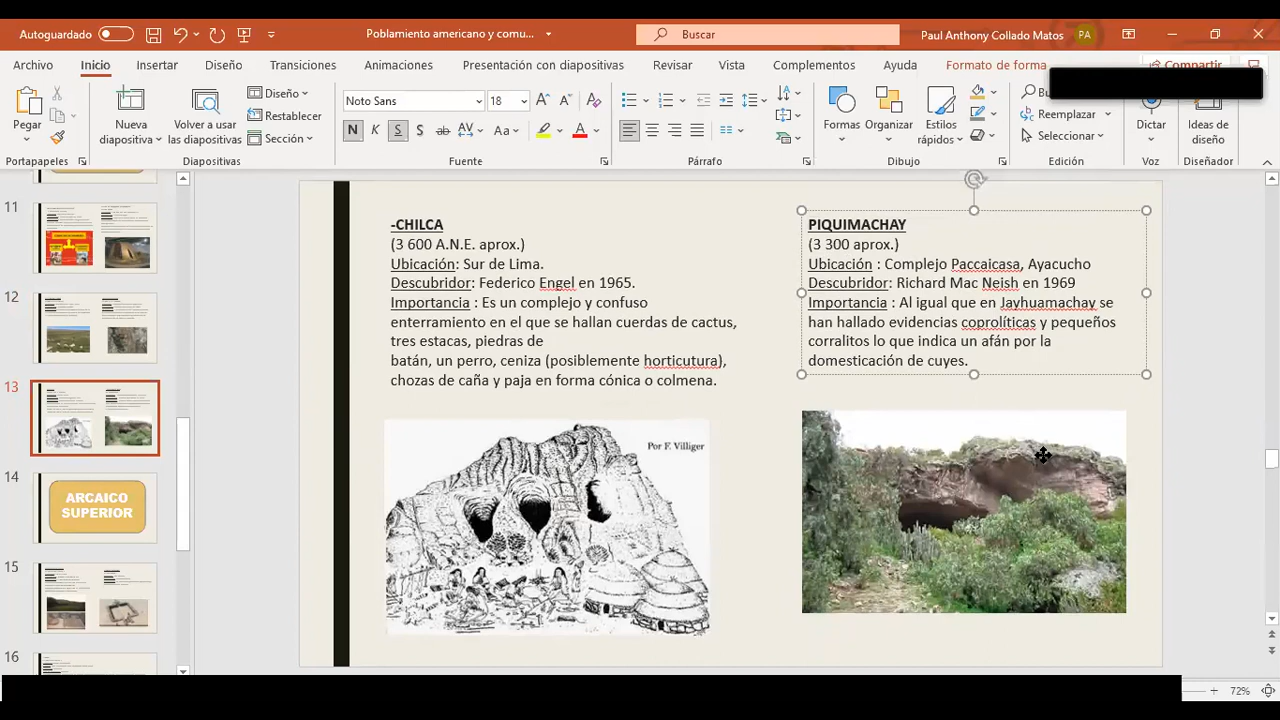 Autoguardado
Poblamiento americano y comu...
Buscar
Paul Anthony Collado Matos
PA
Archivo
Inicio
Insertar
Diseño
Transiciones
Animaciones
Presentación con diapositivas
Revisar
Vista
Complementos
Ayuda
Formato de forma
Compartir
Pegar
Nueva diapositiva
Volver a usar las diapositivas
Diseño
Restablecer
Sección
Noto Sans
18
N K S S ab AV Aa
Formas
Organizar
Estilos rápidos
Reemplazar
Seleccionar
Dictar
Ideas de diseño
Portapapeles
Diapositivas
Fuente
Párrafo
Dibujo
Edición
Voz
Diseñador
11
12
13
14
ARCAICO
SUPERIOR
15
16
-CHILCA
(3 600 A.N.E. aprox.)
Ubicación: Sur de Lima.
Descubridor: Federico Engel en 1965.
Importancia : Es un complejo y confuso
enterramiento en el que se hallan cuerdas de cactus,
tres estacas, piedras de
batán, un perro, ceniza (posiblemente horticutura),
chozas de caña y paja en forma cónica o colmena.
Por F. Villiger
PIQUIMACHAY
(3 300 aprox.)
Ubicación : Complejo Paccaicasa, Ayacucho
Descubridor: Richard Mac Neish en 1969
Importancia : Al igual que en Jayhuamachay se
han hallado evidencias coprolíticas y pequeños
corralitos lo que indica un afán por la
domesticación de cuyes.
72%